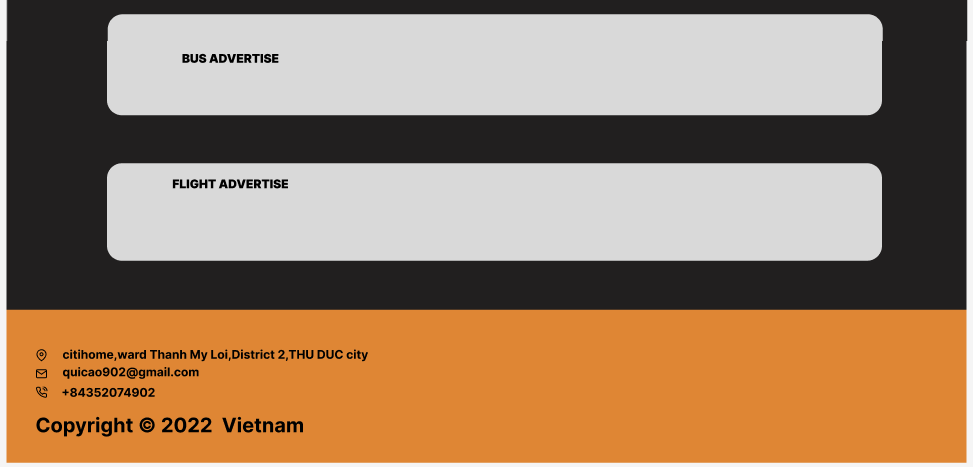 BUS ADVERTISE
FLIGHT ADVERTISE
citihome,ward Thanh My Loi,District 2,THU DUC city
quicao902@gmail.com
+84352074902
Copyright © 2022 Vietnam